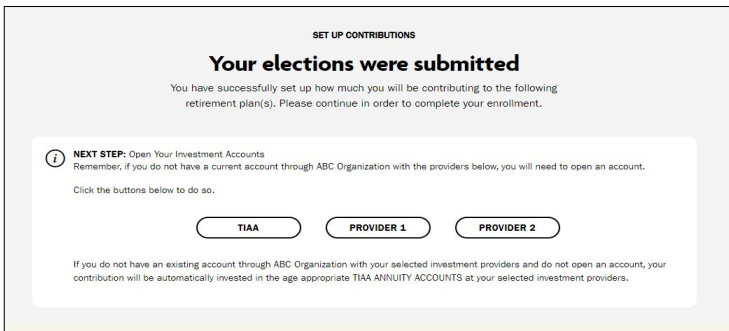 SET UP CONTRIBUTIONS
Your elections were submitted
You have successfully set up how much you will be contributing to the following
retirement plan(s). Please continue in order to complete your enrollment.
i NEXT STEP: Open Your Investment Accounts
Remember, if you do not have a current account through ABC Organization with the providers below, you will need to open an account.
Click the buttons below to do so.
TIAA PROVIDER 1 PROVIDER 2
If you do not have an existing account through ABC Organization with your selected investment providers and do not open an account, your
contribution will be automatically invested in the age appropriate TIAA ANNUITY ACCOUNTS at your selected investment providers.